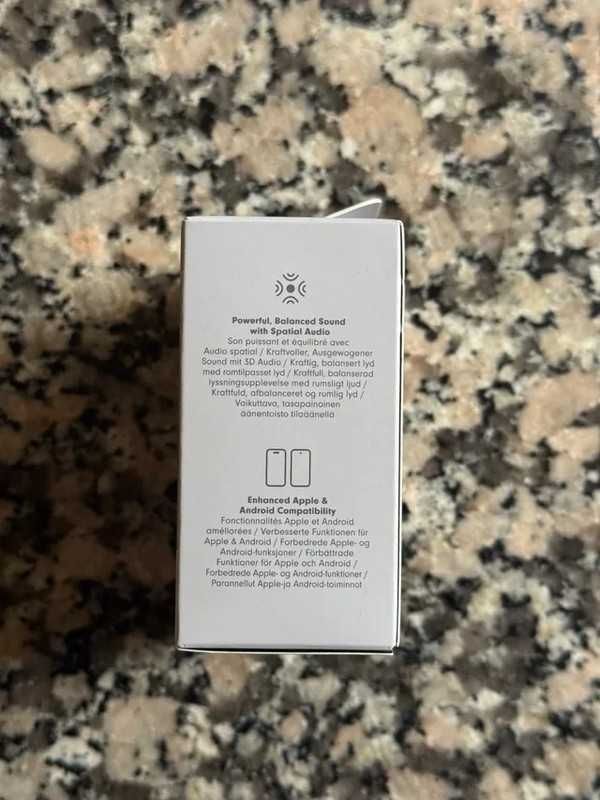 Powerful, Balanced Sound
with Spatial Audio
Son puissant et équilibré avec
Audio spatial / Kraftvoller, Ausgewogener
Sound mit 3D Audio / Kraftig, balansert lyd
med romtilpasset lyd / Kraftfull, balanserad
lyssningsupplevelse med rumsligt ljud /
Kraftfuld, afbalanceret og rumlig lyd /
Vaikuttava, tasapainoinen
äänentoisto tilaäänellä
Enhanced Apple &
Android Compatibility
Fonctionnalités Apple et Android
améliorées / Verbesserte Funktionen für
Apple & Android / Forbedrede Apple- og
Android-funksjoner / Förbättrade
Funktioner för Apple och Android /
Forbedrede Apple- og Android-funktioner /
Parannellut Apple-ja Android-toiminnot